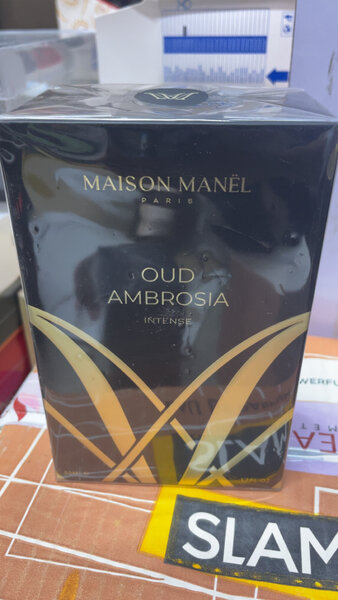 MAISON MANËL
PARIS
OUD
AMBROSIA
INTENSE
SLAM